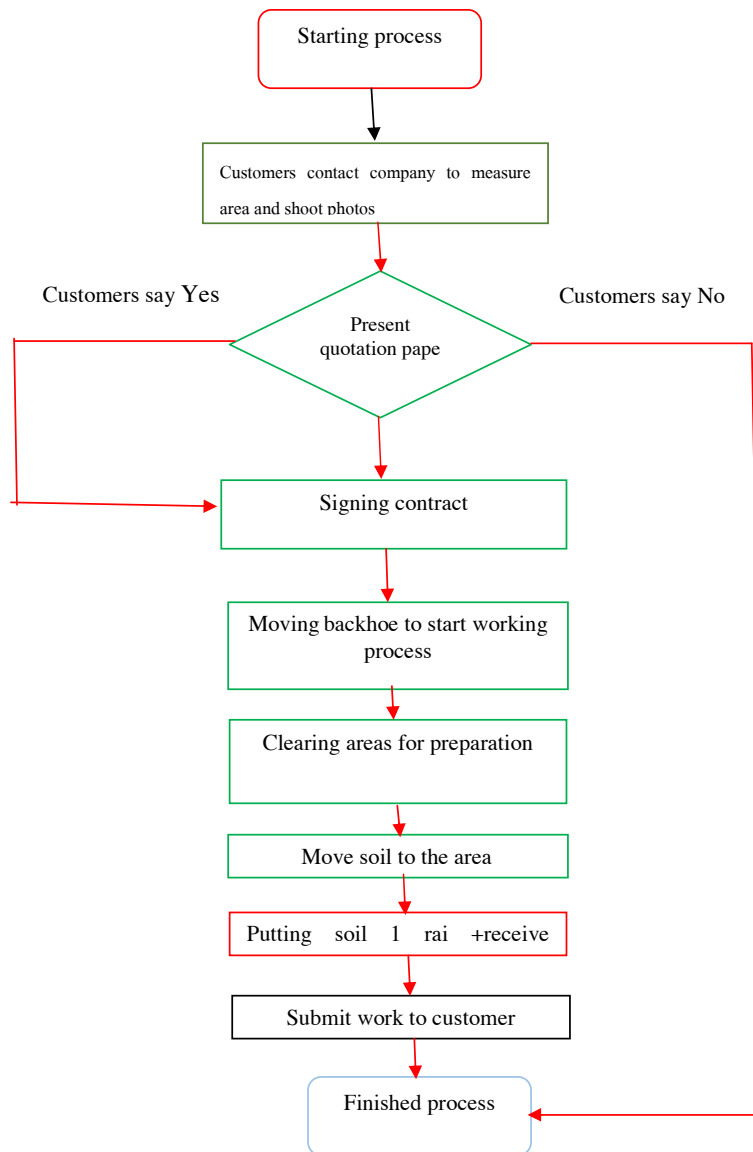 Starting process
Customers contact company to measure
area and shoot photos
Customers say Yes
Customers say No
Present
quotation pape
Signing contract
Moving backhoe to start working
process
Clearing areas for preparation
Move soil to the area
Putting soil 1 rai +receive
Submit work to customer
Finished process